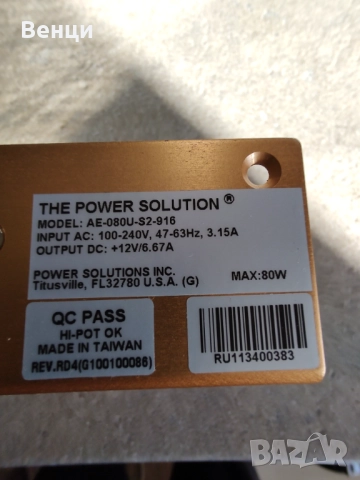 Венци
THE POWER SOLUTION ®
MODEL: AE-080U-S2-916
INPUT AC: 100-240V, 47-63Hz, 3.15A
OUTPUT DC: +12V/6.67A
POWER SOLUTIONS INC.
Titusville, FL32780 U.S.A. (G)
MAX:80W
QC PASS
HI-POT OK
MADE IN TAIWAN
REV.RD4(G100100086)
RU113400383
BAZAR